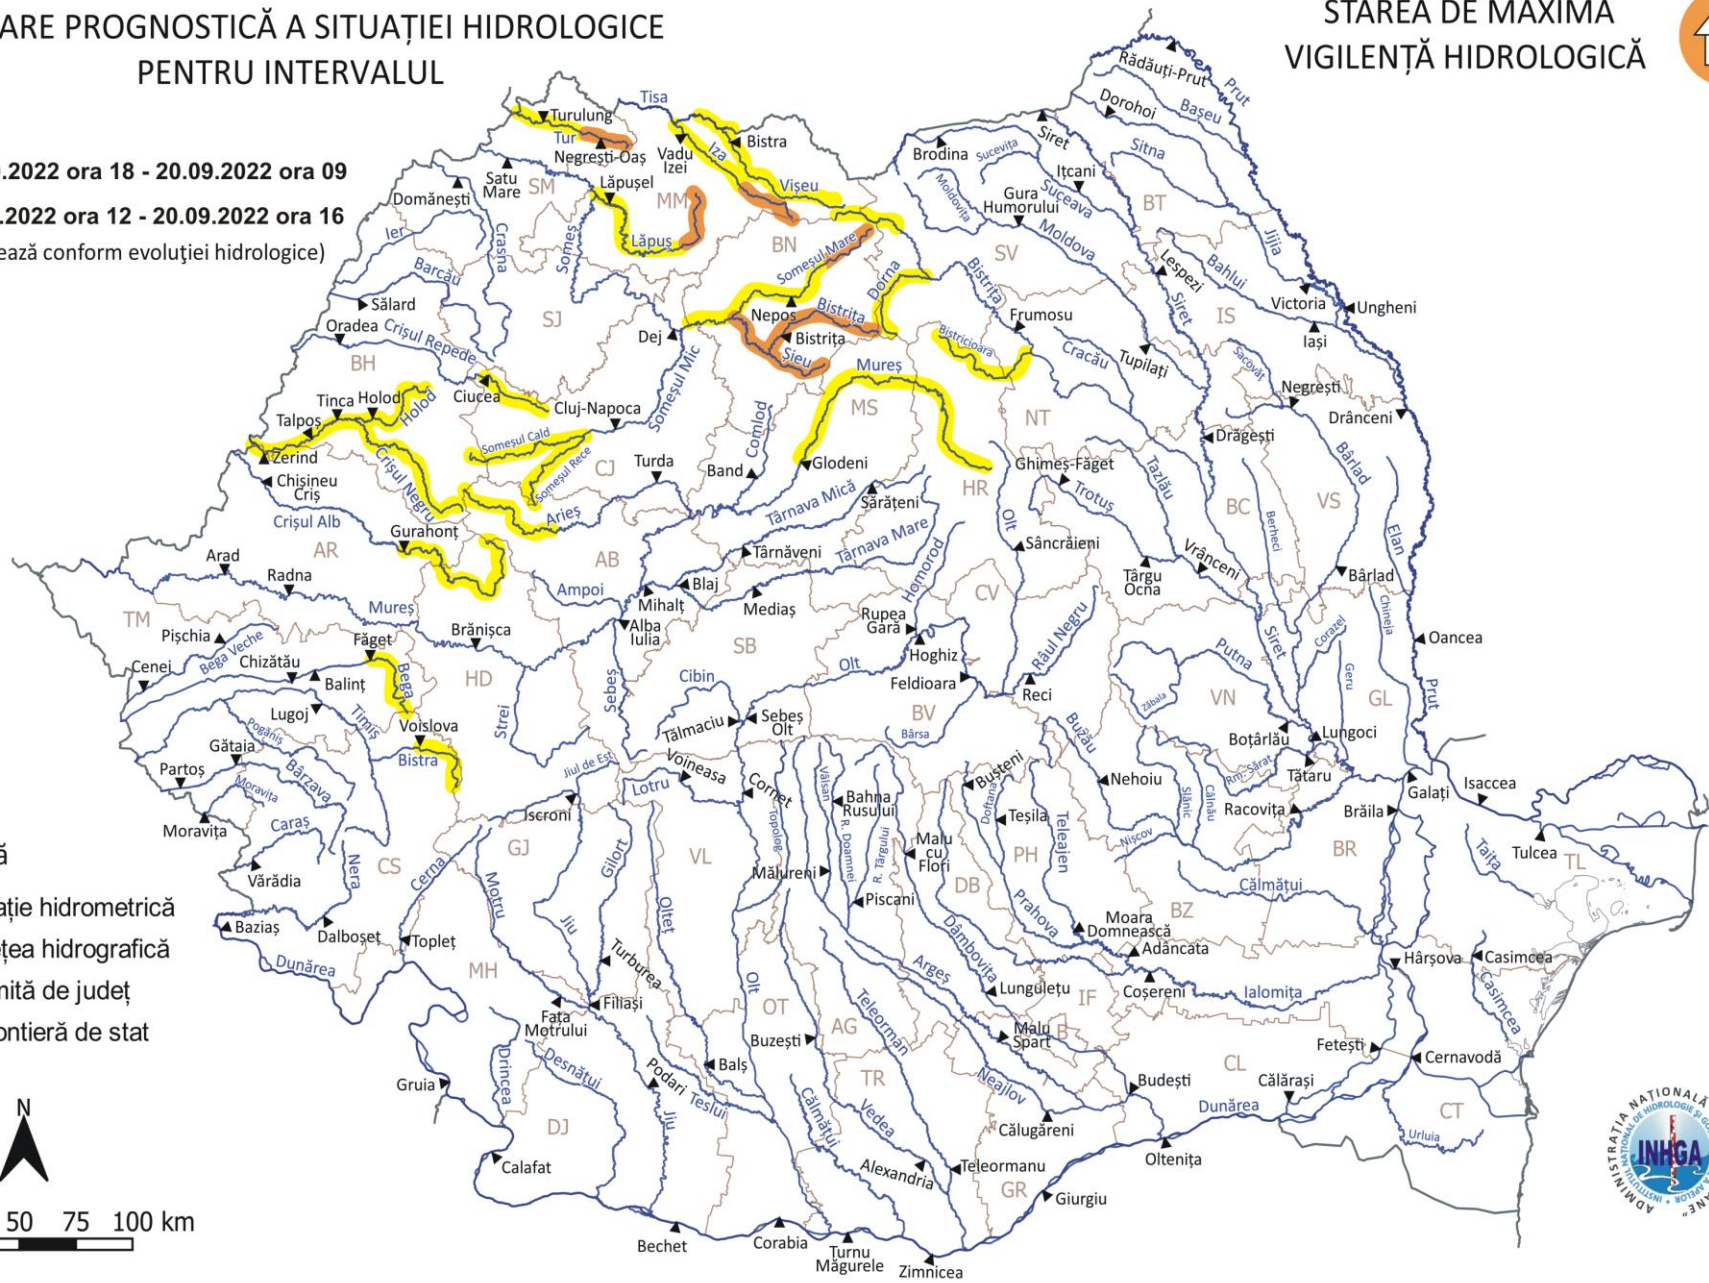 ARE PROGNOSTICĂ A SITUAȚIEI HIDROLOGICE
PENTRU INTERVALUL
STAREA DE MAXIMĂ
VIGILENȚĂ HIDROLOGICĂ
.2022 ora 18 - 20.09.2022 ora 09
.2022 ora 12 - 20.09.2022 ora 16
ează conform evoluţiei hidrologice)
Tisa
Turulung
Tur
Negrești-Oaș
Vadu
Izei
Iza
Bistra
Vișeu
Satu
Mare
SM
Lăpușel
MM
Lăpuș
Domănești
Ier
Crasna
Someș
Barcău
Sălard
Oradea
Crișul Repede
SJ
BH
BN
Someșul Mare
Dorna
Nepos
Bistrița
Bistrița
Șieu
Dej
Someșul Mic
Mureș
MS
Comlod
Brodina
Sucevița
Moldovița
Gura
Humorului
Suceava
Ițcani
Siret
Moldova
SV
Bistrița
Frumosu
Bistricioara
Cracău
Tupilați
Rădăuți-Prut
Prut
Dorohoi
Bașeu
Sitna
BT
Jijia
Lespezi
Bahlui
Siret
IS
Victoria
Ungheni
Iași
Sacovăț
Negrești
Drânceni
NT
Drăgești
Bârlad
Tinca
Holod
Holod
Talpoș
Zerind
Chișineu
Criș
Crișul Negru
Crișul Alb
Gurahonț
Ciucea
Cluj-Napoca
Someșul Cald
Someșul Rece
CJ
Turda
Band
Glodeni
Arieș
Târnava Mică
Sărățeni
Târnava Mare
HR
Ghimeș-Făget
Trotuș
Tazlău
Olt
Sâncrăieni
BC
Berheci
VS
Elan
Bârlad
Vrânceni
Târgu
Ocna
AR
Arad
Radna
AB
Ampoi
Târnăveni
Blaj
Mihalț
Mediaș
Alba
Iulia
Homorod
Rupea
Gară
Hoghiz
Feldioara
CV
Râul Negru
Reci
TM
Mureș
Brănișca
Pișchia
Bega Veche
Făget
Cenei
Chizătău
Balinț
Bega
Lugoj
Timiș
Voislova
Bistra
HD
Strei
Sebeș
SB
Cibin
Olt
Tălmaciu
Sebeș
Olt
BV
Bârsa
Putna
Siret
Corazel
Chineja
Oancea
Geru
GL
Prut
VN
Zăbala
Boțârlău
Lungoci
Rm.-Sărat
Tătaru
Racovița
Brăila
Galați
Isaccea
Gătaia
Pogăniș
Bârzava
Partoș
Moravița
Moravița
Caraș
Vărădia
Nera
CS
Cerna
Baziaș
Dalboșeț
Topleț
Dunărea
Jiul de Est
Iscroni
Lotru
Voineasa
Cornet
GJ
Gilort
Motru
Jiu
VL
Olteț
Topolog
Vâlsan
Bahna
Rusului
R. Doamnei
R. Târgului
Mălureni
Piscani
Malu
cu
Flori
DB
Bușteni
Doftana
Teșila
PH
Prahova
Teleajen
Buzău
Nehoiu
Slănic
Câlnău
Nișcov
BZ
Călmățui
BR
Tulcea
TL
Taița
Moara
Domnească
Adâncata
MH
Turburea
Filiași
Fața
Motrului
Drincea
Desnățui
Gruia
DJ
Calafat
Podari
Teslui
Jiu
Balș
Olt
OT
Buzești
AG
Teleorman
Argeș
Dâmbovița
Lungulețu
IF
B
Malu
Spart
Coșereni
Ialomița
Hârșova
Casimcea
Casimcea
Fetești
Cernavodă
CL
Călărași
CT
Urluia
TR
Călmățui
Vedea
Alexandria
Teleormanu
Neajlov
Călugăreni
Budești
Dunărea
Oltenița
GR
Giurgiu
Bechet
Corabia
Turnu
Măgurele
Zimnicea
ă
ație hidrometrică
țea hidrografică
mită de județ
ontieră de stat
N
50 75 100 km
INHGA